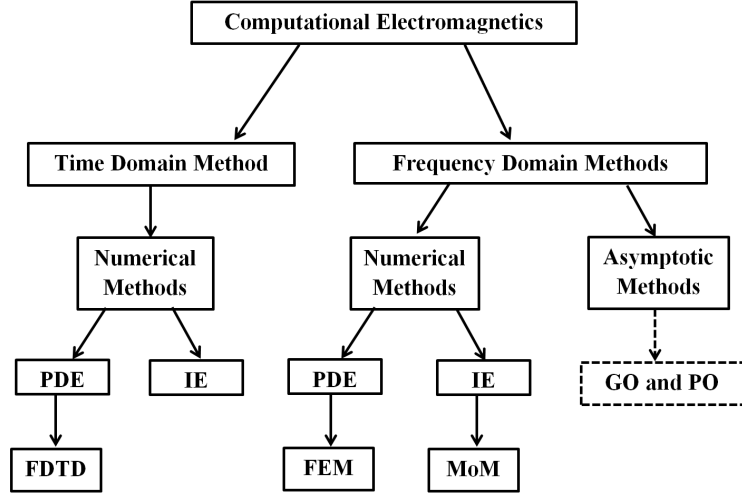 Computational Electromagnetics
Time Domain Method
Frequency Domain Methods
Numerical
Methods
Numerical
Methods
Asymptotic
Methods
PDE
IE
PDE
IE
GO and PO
FDTD
FEM
MoM